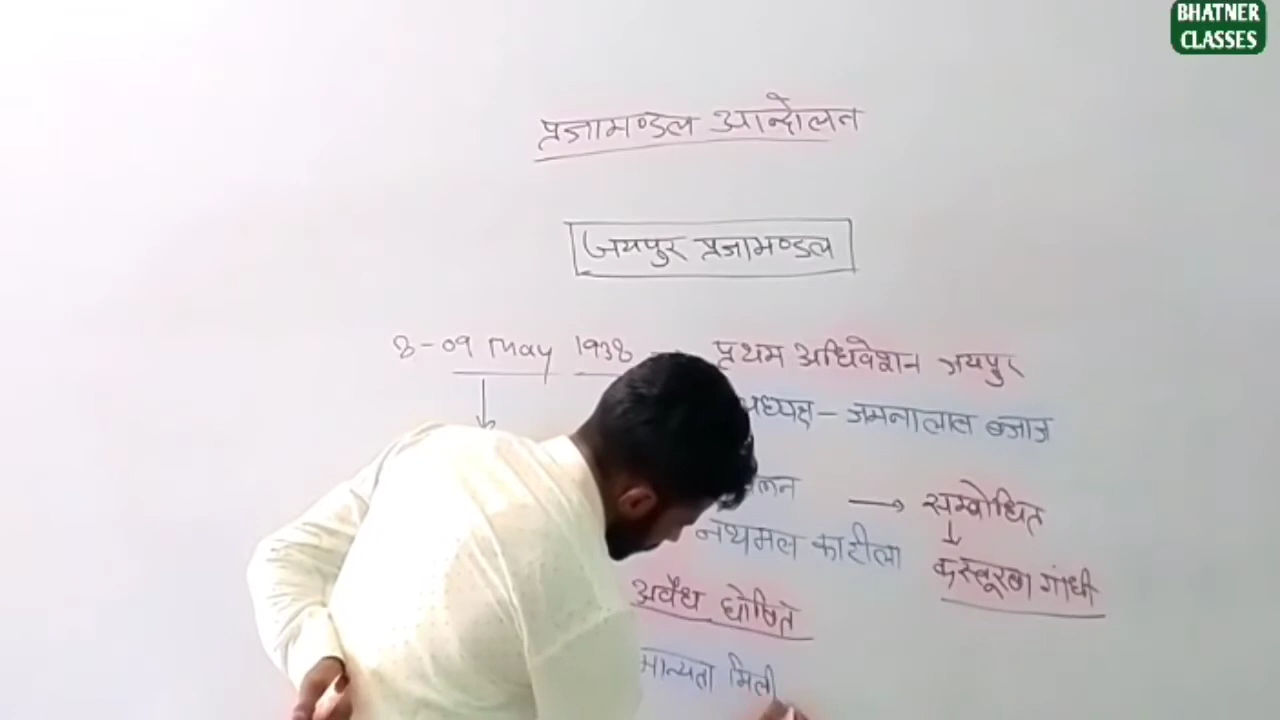 BHATNER
CLASSES
प्रजामण्डल आन्दोलन
जयपुर प्रजामण्डल
8-09 May 1938
प्रथम अधिवेशन जयपुर
अध्यक्ष - जमनालाल बजाज
→ सम्बोधित
नथमल काटीला
कस्तूरबा गांधी
अवैध घोषित
मान्यता मिली